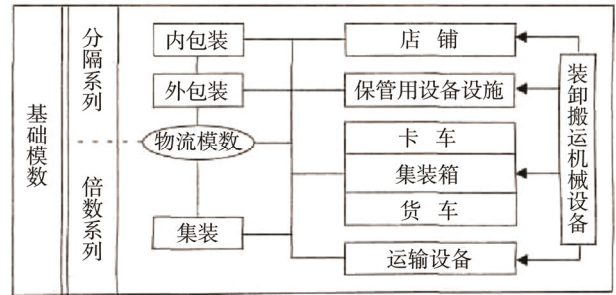 基础模数
分隔系列
倍数系列
内包装
外包装
物流模数
集装
店 铺
保管用设备设施
卡 车
集装箱
货 车
运输设备
装卸搬运机械设备